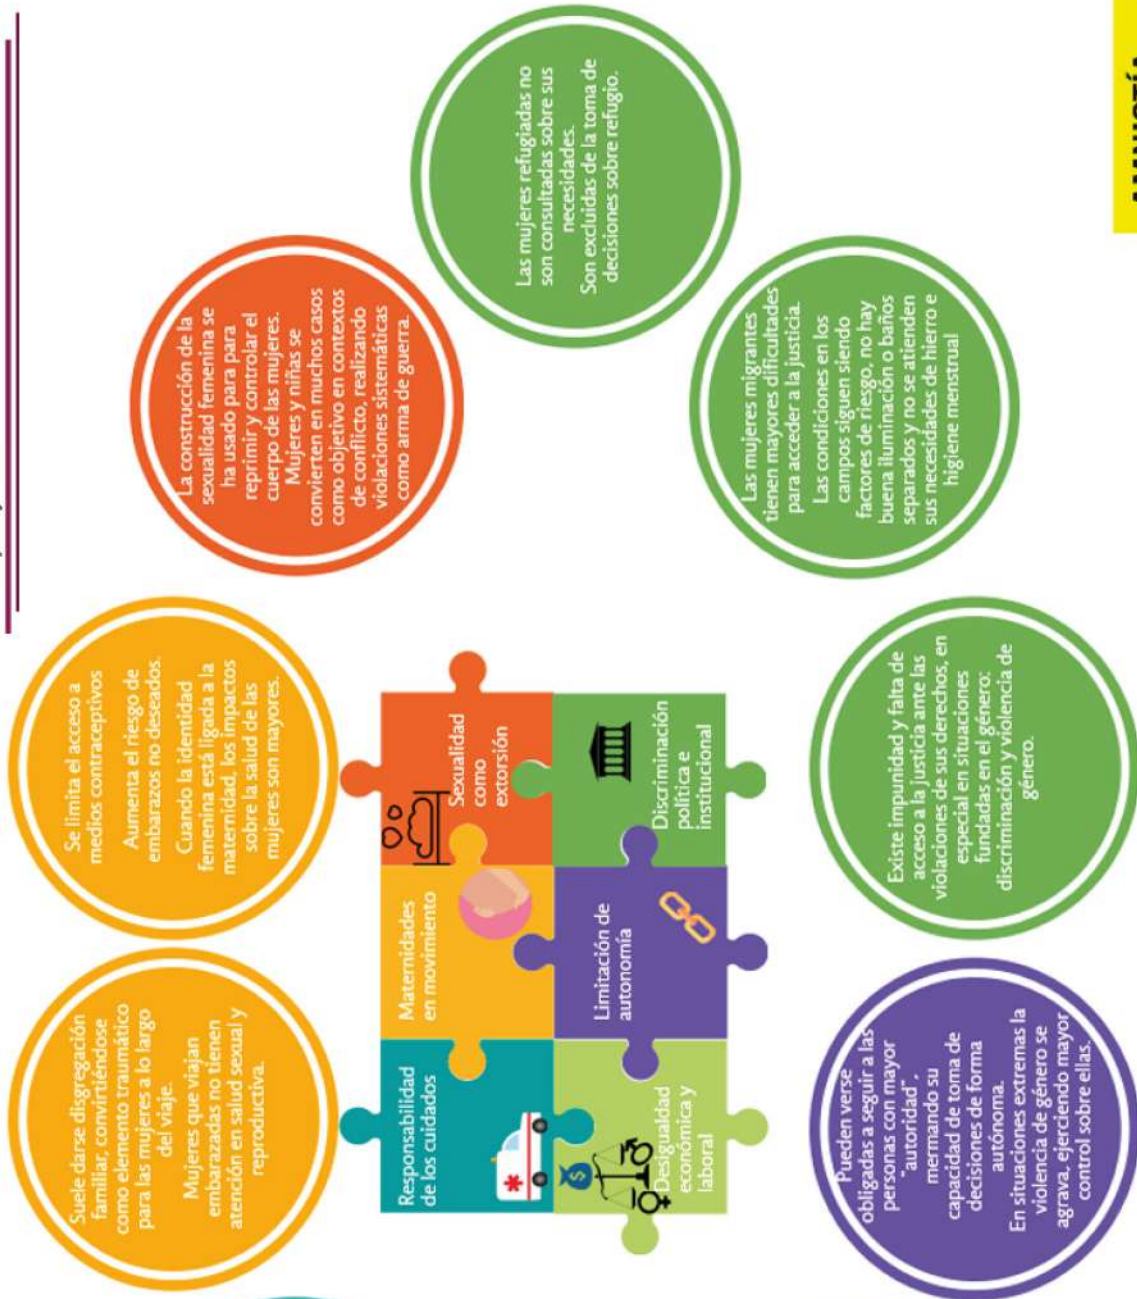 Suele darse disgregación
familiar, convirtiéndose
como elemento traumático
para las mujeres a lo largo
del viaje.
Mujeres que viajan
embarazadas no tienen
atención en salud sexual y
reproductiva.
Se limita el acceso a
medios contraceptivos
Aumenta el riesgo de
embarazos no deseados.
Cuando la identidad
femenina está ligada a la
maternidad, los impactos
sobre la salud de las
mujeres son mayores.
La construcción de la
sexualidad femenina se
ha usado para para
reprimir y controlar el
cuerpo de las mujeres.
Mujeres y niñas se
convierten en muchos casos
como objetivo en contextos
de conflicto, realizando
violaciones sistemáticas
como arma de guerra.
Responsabilidad
de los cuidados
Maternidades
en movimiento
Sexualidad
como
extorsión
Desigualdad
económica y
laboral
Limitación de
autonomía
Discriminación
política e
institucional
Las mujeres refugiadas no
son consultadas sobre sus
necesidades.
Son excluidas de la toma de
decisiones sobre refugio.
Las mujeres migrantes
tienen mayores dificultades
para acceder a la justicia.
Las condiciones en los
campos siguen siendo
factores de riesgo, no hay
buena iluminación o baños
separados y no se atienden
sus necesidades de hierro e
higiene menstrual
Pueden verse
obligadas a seguir a las
personas con mayor
"autoridad",
mermando su
capacidad de toma de
decisiones de forma
autónoma.
En situaciones extremas la
violencia de género se
agrava, ejerciendo mayor
control sobre ellas.
Existe impunidad y falta de
acceso a la justicia ante las
violaciones de sus derechos, en
especial en situaciones
fundadas en el género:
discriminación y violencia de
género.
AMNISTÍA